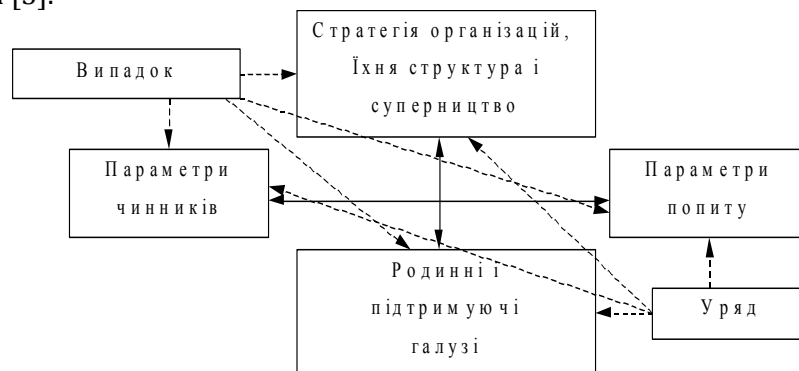 [3].
Стратегія організацій,
Їхня структура і
суперництво
Випадок
Параметри
чинників
Параметри
попиту
Родинні і
підтримуючі
галузі
Уряд